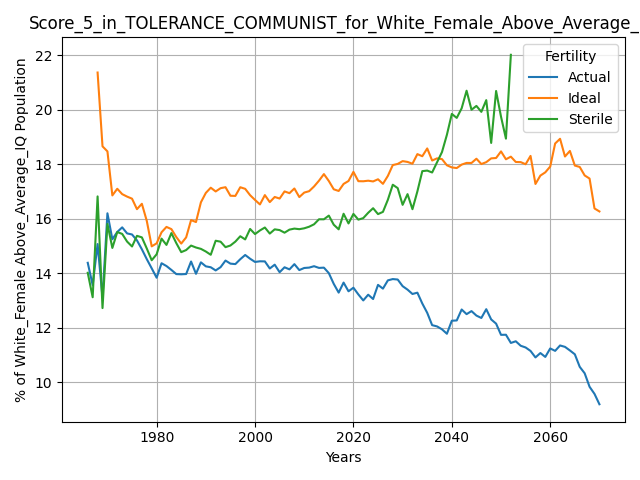 Score_5_in_TOLERANCE_COMMUNIST_for_White_Female_Above_Average_
% of White_Female Above_Average_IQ Population
22
20
18
16
14
12
10
Fertility
Actual
Ideal
Sterile
1980
2000
2020
2040
2060
Years